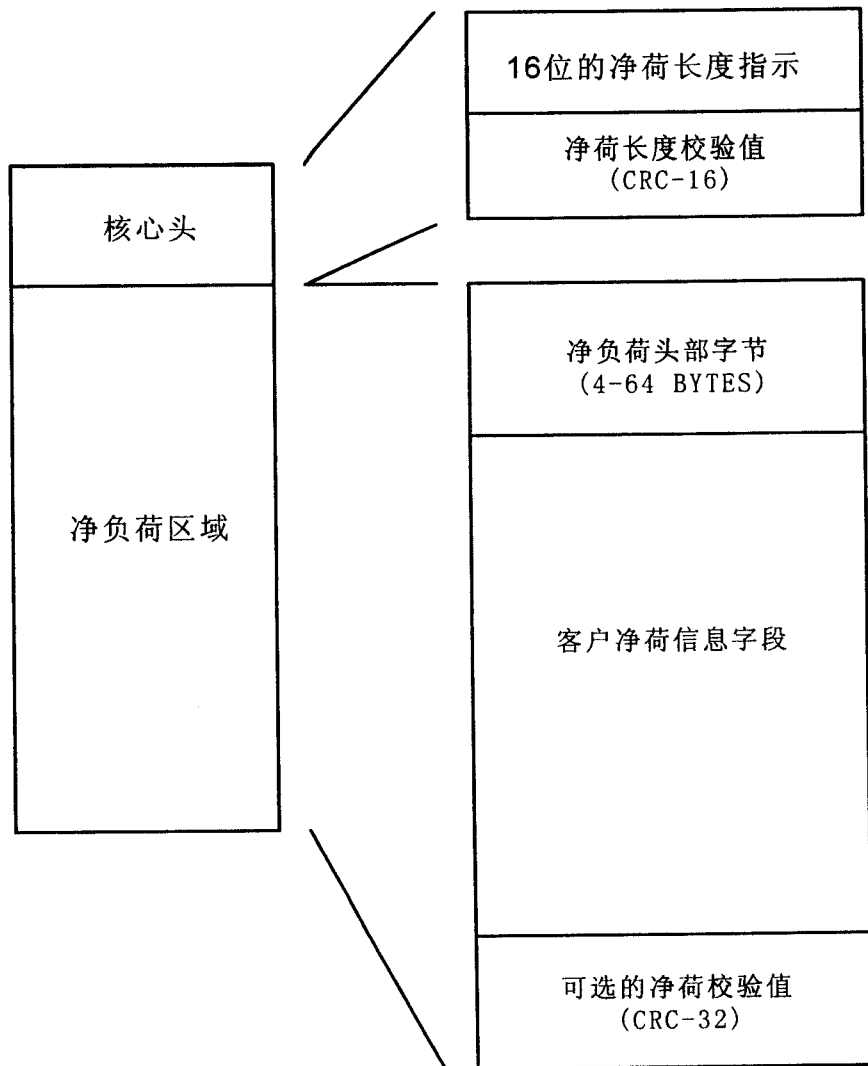 16位的净荷长度指示
净荷长度校验值
(CRC-16)
核心头
净负荷头部字节
(4-64 BYTES)
净负荷区域
客户净荷信息字段
可选的净荷校验值
(CRC-32)